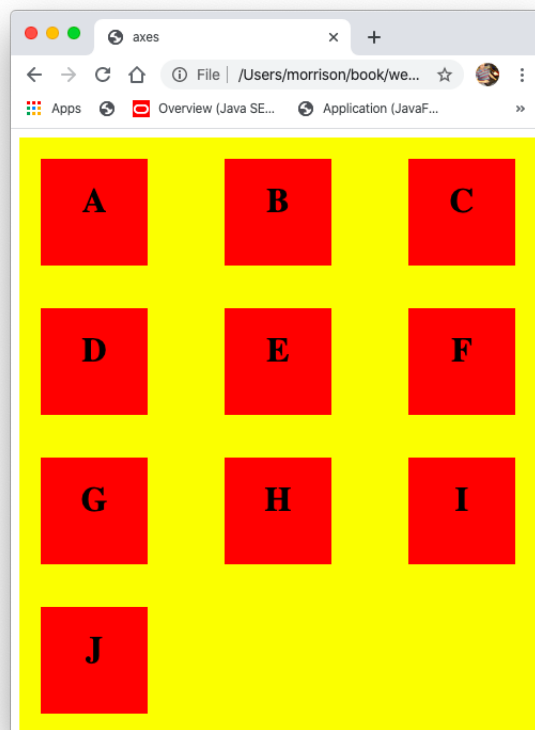 axes
File /Users/morrison/book/we...
Apps Overview (Java SE... Application (JavaF...
A B C
D E F
G H I
J